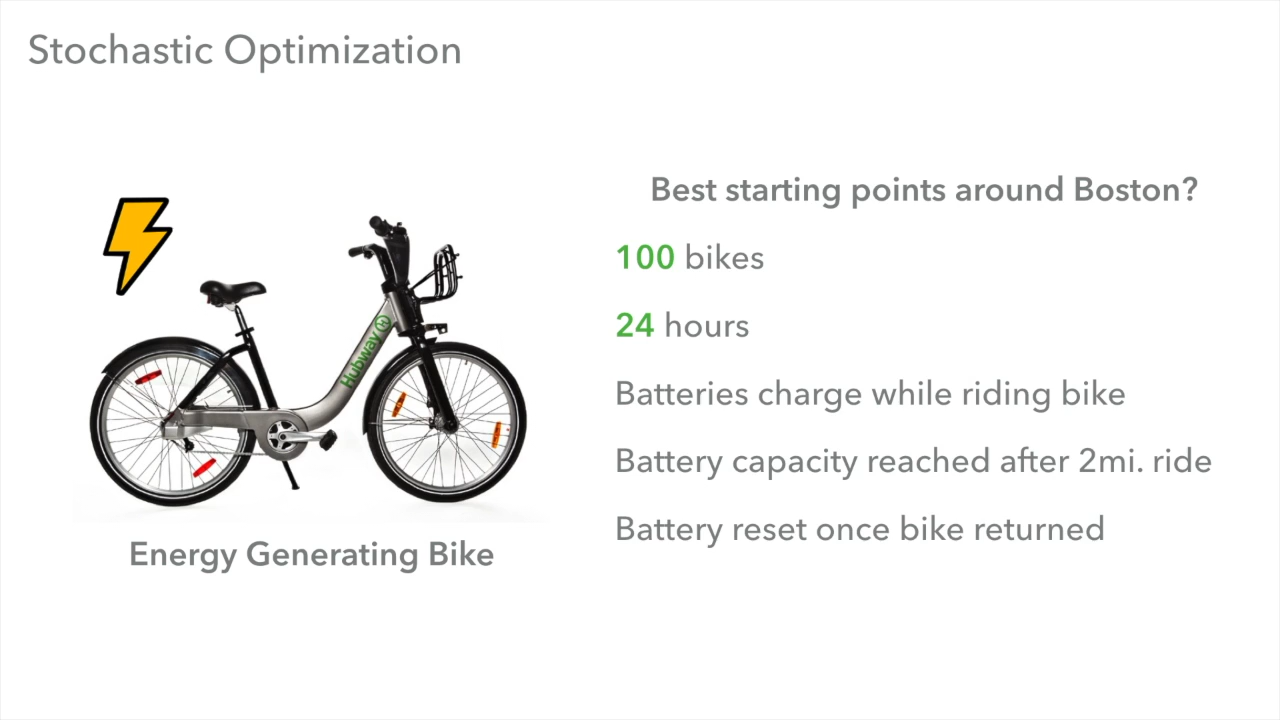 Stochastic Optimization
Best starting points around Boston?
100 bikes
24 hours
Batteries charge while riding bike
Battery capacity reached after 2mi. ride
Battery reset once bike returned
Hubway H
Energy Generating Bike